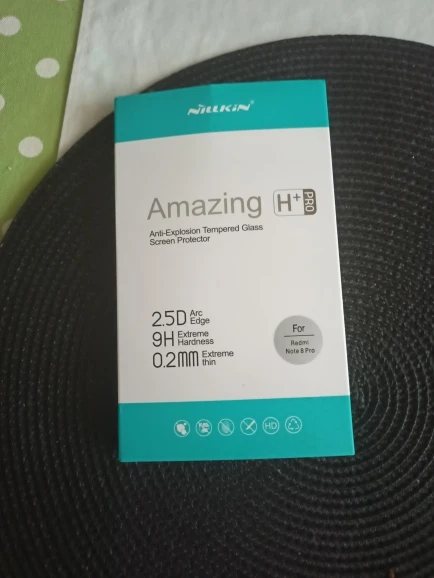 NILLKIN®
Amazing H+ PRO
Anti-Explosion Tempered Glass
Screen Protector
2.5D Arc Edge
9H Extreme Hardness
0.2mm Extreme thin
For
Redmi
Note 8 Pro
HD